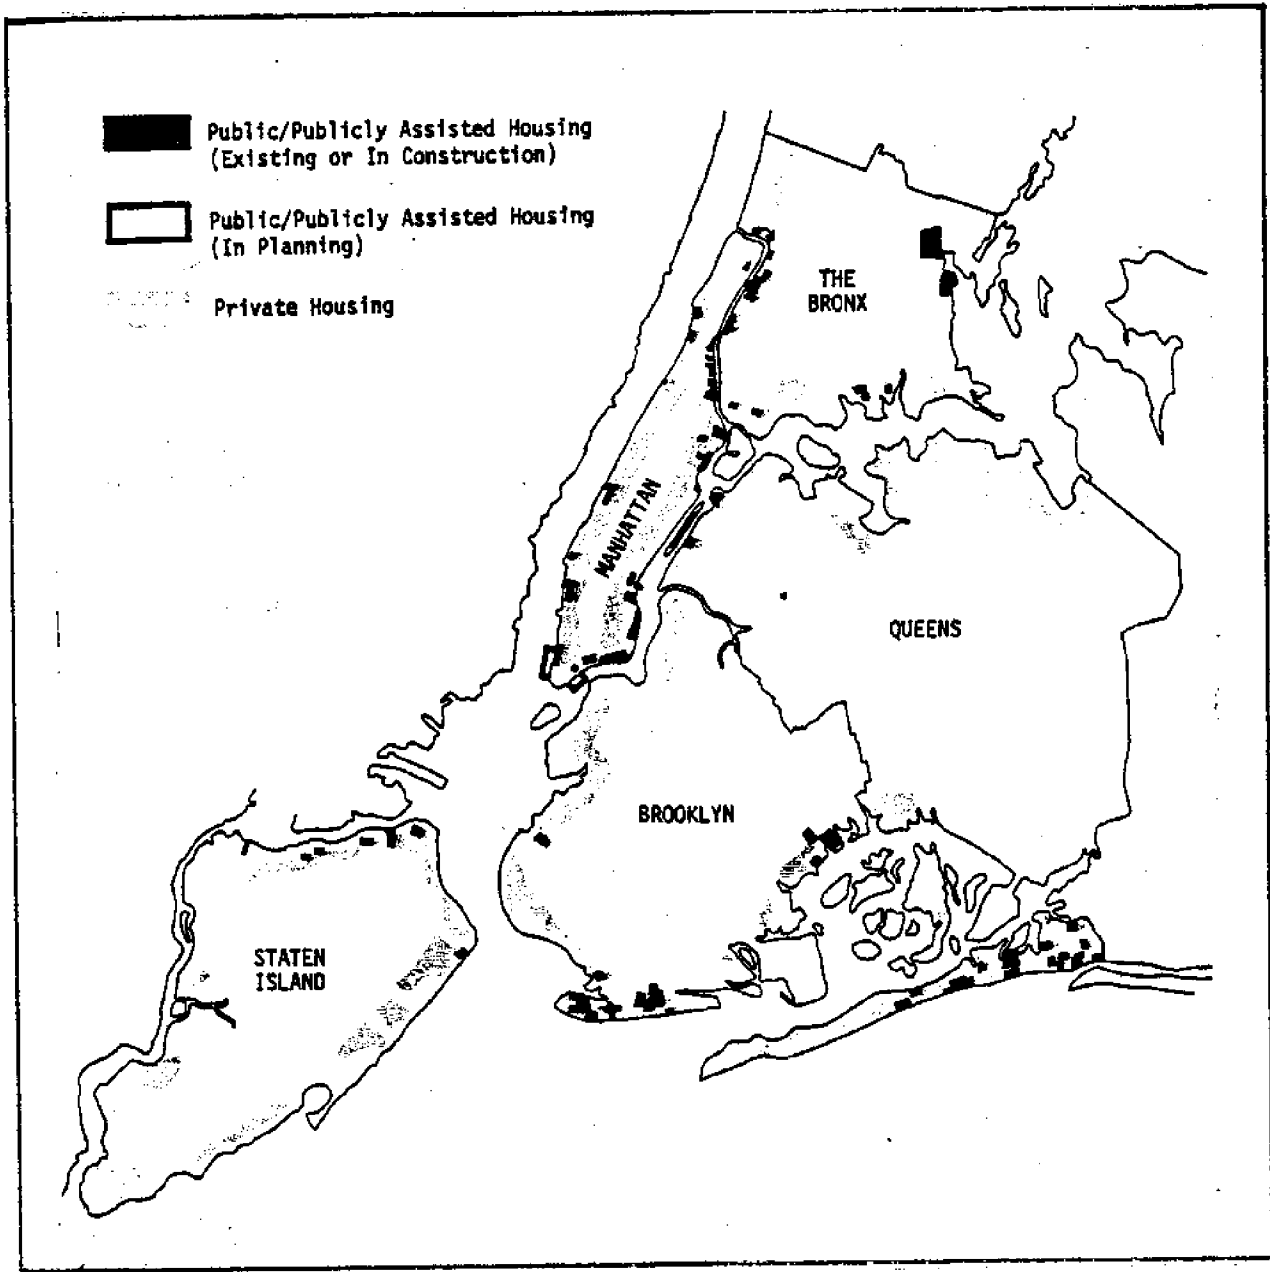 Public/Publicly Assisted Housing
(Existing or In Construction)
Public/Publicly Assisted Housing
(In Planning)
Private Housing
THE
BRONX
MANHATTAN
QUEENS
BROOKLYN
STATEN
ISLAND